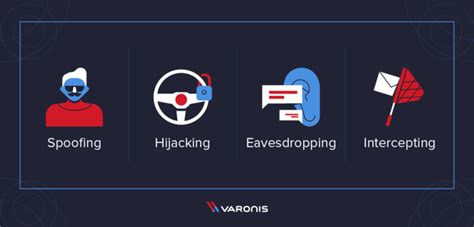 Spoofing
Hijacking
Eavesdropping
Intercepting
VARONIS